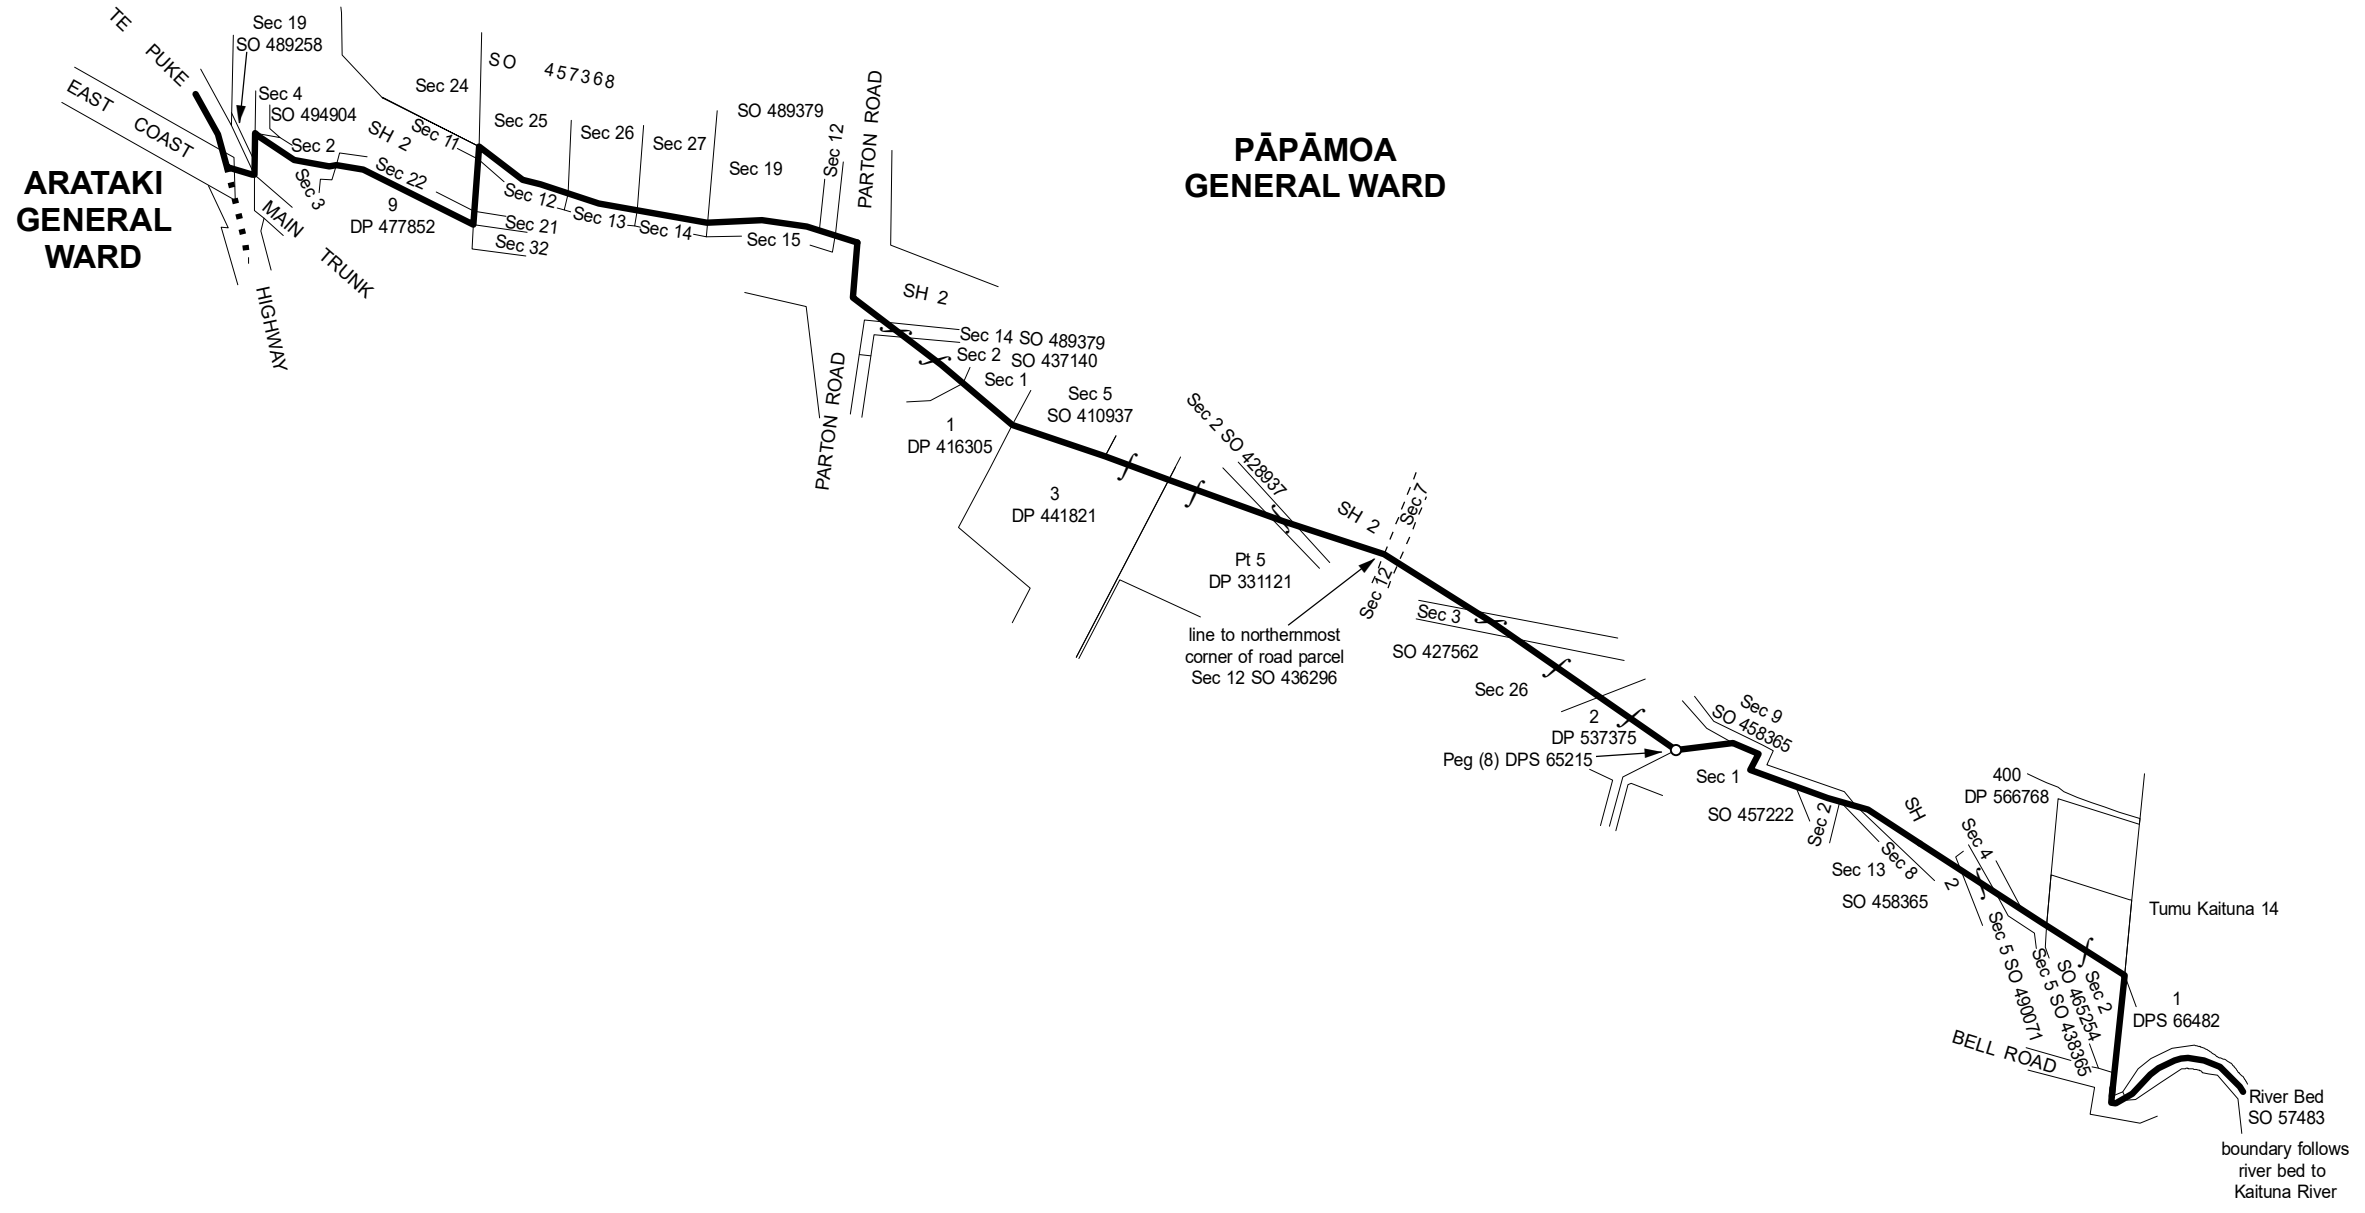 TE PUKE
Sec 19
SO 489258
EAST COAST
MAIN TRUNK
HIGHWAY
ARATAKI
GENERAL
WARD
Sec 4
SO 494904
Sec 2
Sec 3
SH 2
Sec 22
9
DP 477852
Sec 24
Sec 11
SO 457368
Sec 25
Sec 26
Sec 27
Sec 12
Sec 13
Sec 14
Sec 21
Sec 32
SO 489379
Sec 19
Sec 15
Sec 12
PARTON ROAD
PĀPĀMOA
GENERAL WARD
SH 2
PARTON ROAD
Sec 14 SO 489379
Sec 2 SO 437140
Sec 1
1
DP 416305
Sec 5
SO 410937
3
DP 441821
Sec 2 SO 428937
Pt 5
DP 331121
SH 2
Sec 7
Sec 12
line to northernmost
corner of road parcel
Sec 12 SO 436296
Sec 3
SO 427562
Sec 26
2
DP 537375
Peg (8) DPS 65215
Sec 9
SO 458365
Sec 1
SO 457222
Sec 2
Sec 13
SO 458365
Sec 8
SH 2
Sec 4
400
DP 566768
Tumu Kaituna 14
Sec 5 SO 490071
Sec 5 SO 438365
Sec 2
SO 465254
1
DPS 66482
BELL ROAD
River Bed
SO 57483
boundary follows
river bed to
Kaituna River